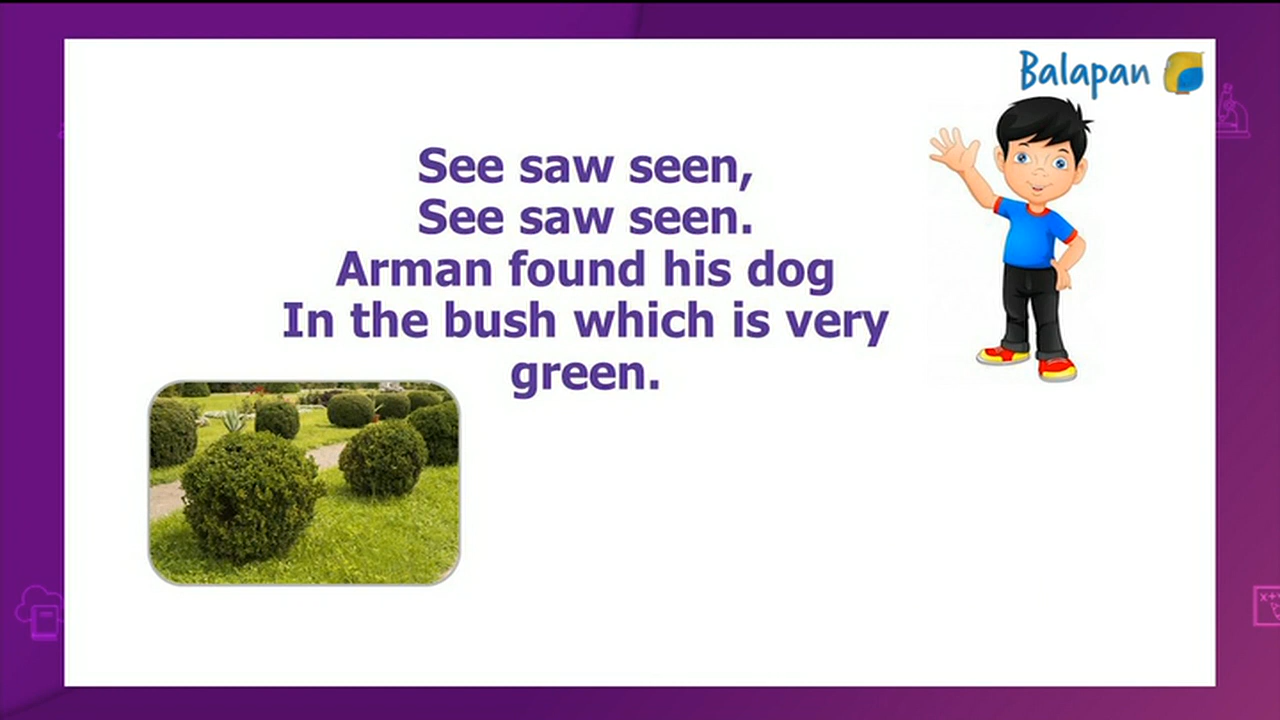 Balapan
See saw seen,
See saw seen.
Arman found his dog
In the bush which is very
green.